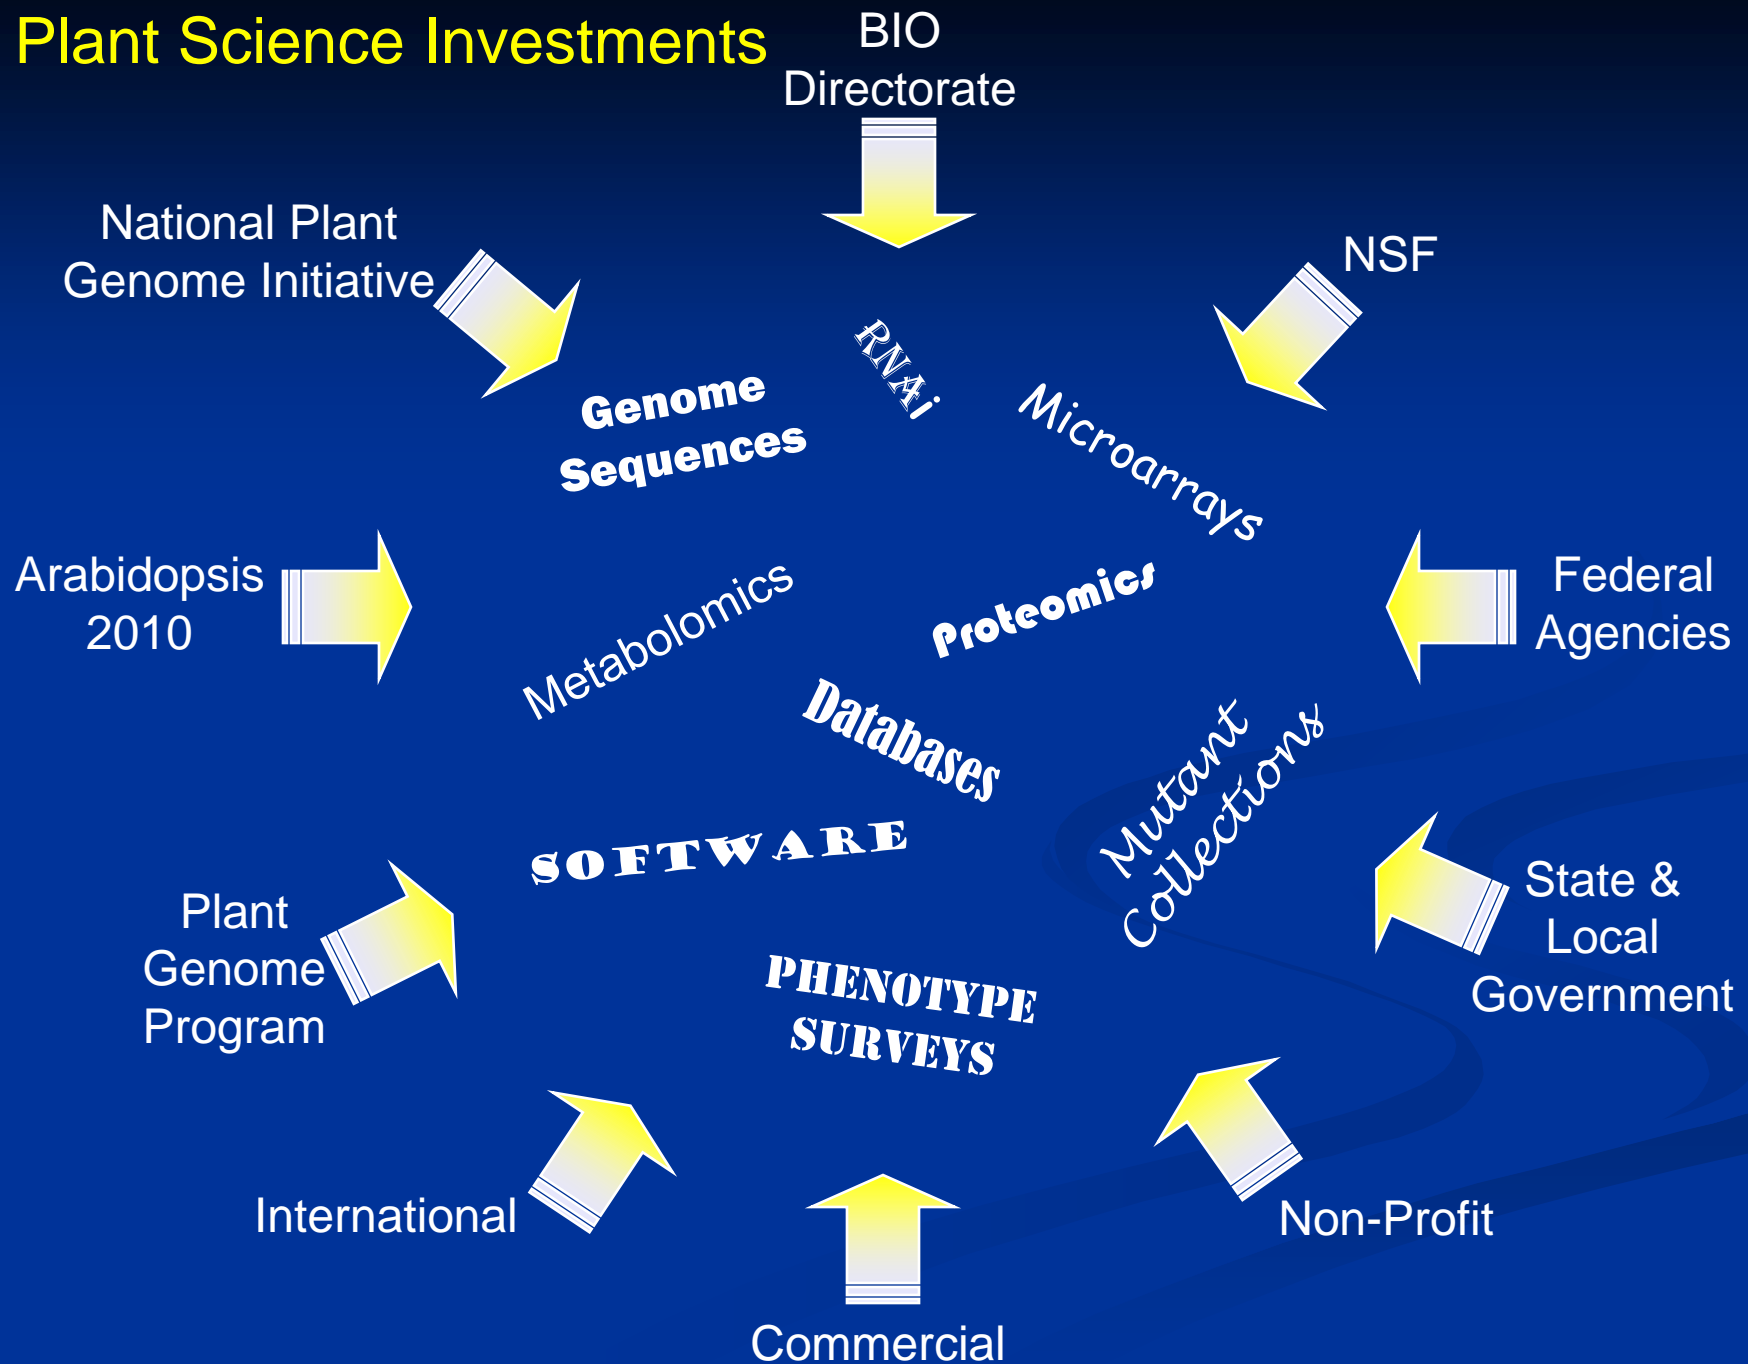 Plant Science Investments
BIO
Directorate
National Plant
Genome Initiative
NSF
RNAi
Genome
Sequences
Microarrays
Arabidopsis
2010
Metabolomics
Proteomics
Federal
Agencies
Databases
Mutant
Collections
SOFTWARE
Plant
Genome
Program
State &
Local
Government
PHENOTYPE
SURVEYS
International
Non-Profit
Commercial